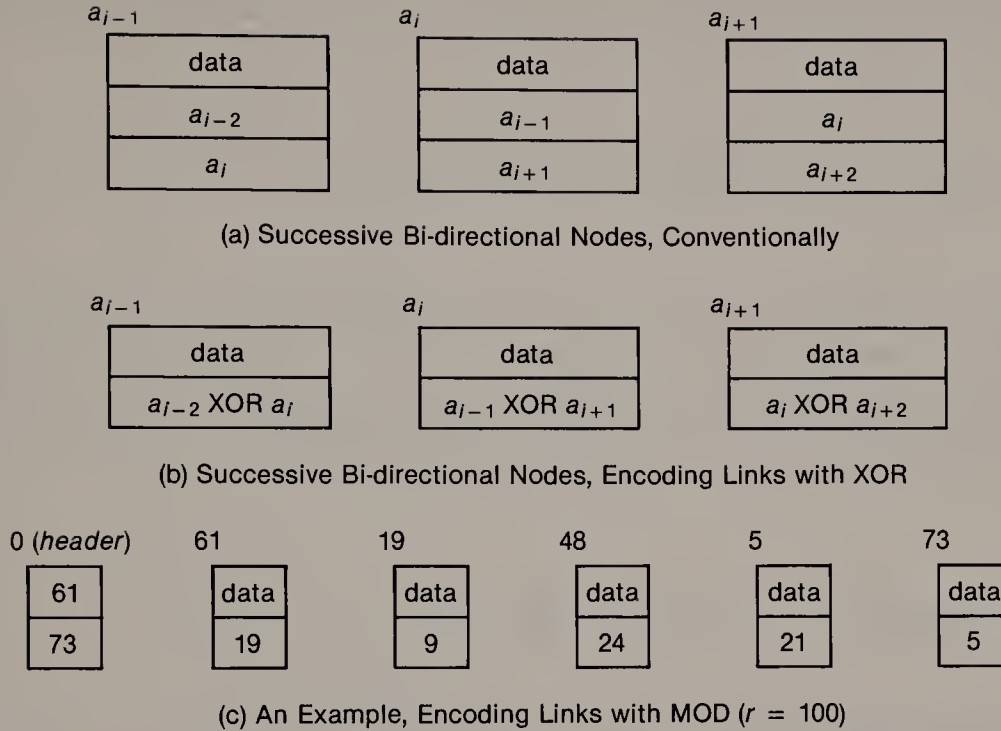 a_{i−1} a_i a_{i+1}
data data data
a_{i−2} a_{i−1} a_i
a_i a_{i+1} a_{i+2}
(a) Successive Bi-directional Nodes, Conventionally
a_{i−1} a_i a_{i+1}
data data data
a_{i−2} XOR a_i a_{i−1} XOR a_{i+1} a_i XOR a_{i+2}
(b) Successive Bi-directional Nodes, Encoding Links with XOR
0 (header) 61 19 48 5 73
61 data data data data data
73 19 9 24 21 5
(c) An Example, Encoding Links with MOD (r = 100)